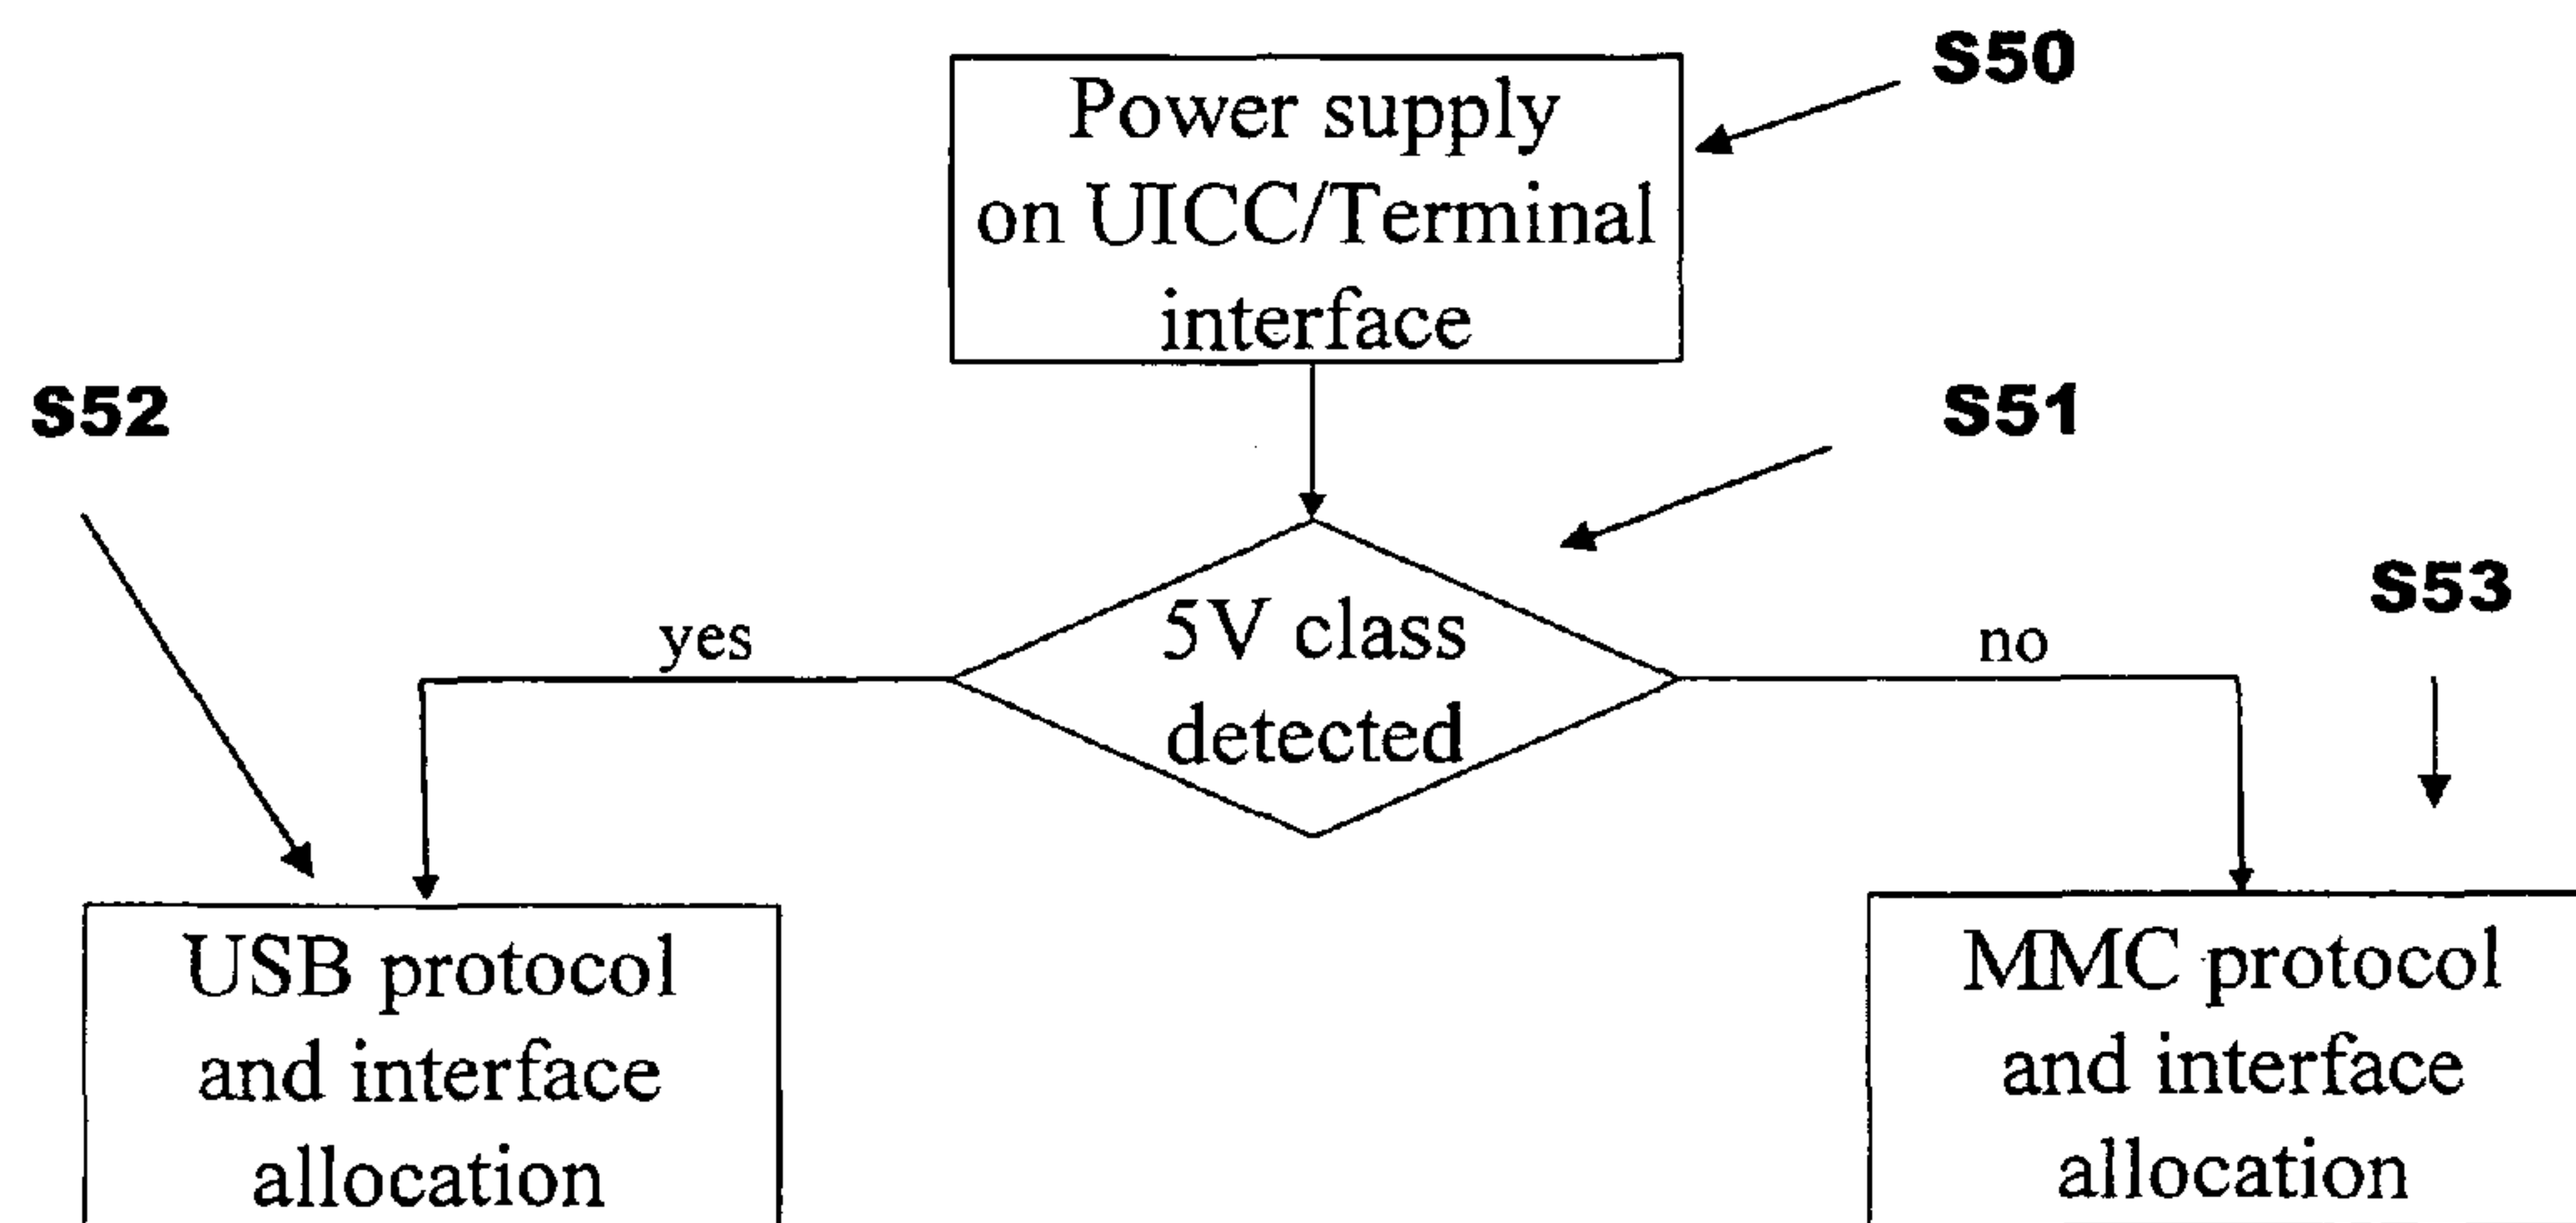 S50
Power supply
on UICC/Terminal
interface
S52
S51
S53
yes
5V class
detected
no
USB protocol
and interface
allocation
MMC protocol
and interface
allocation